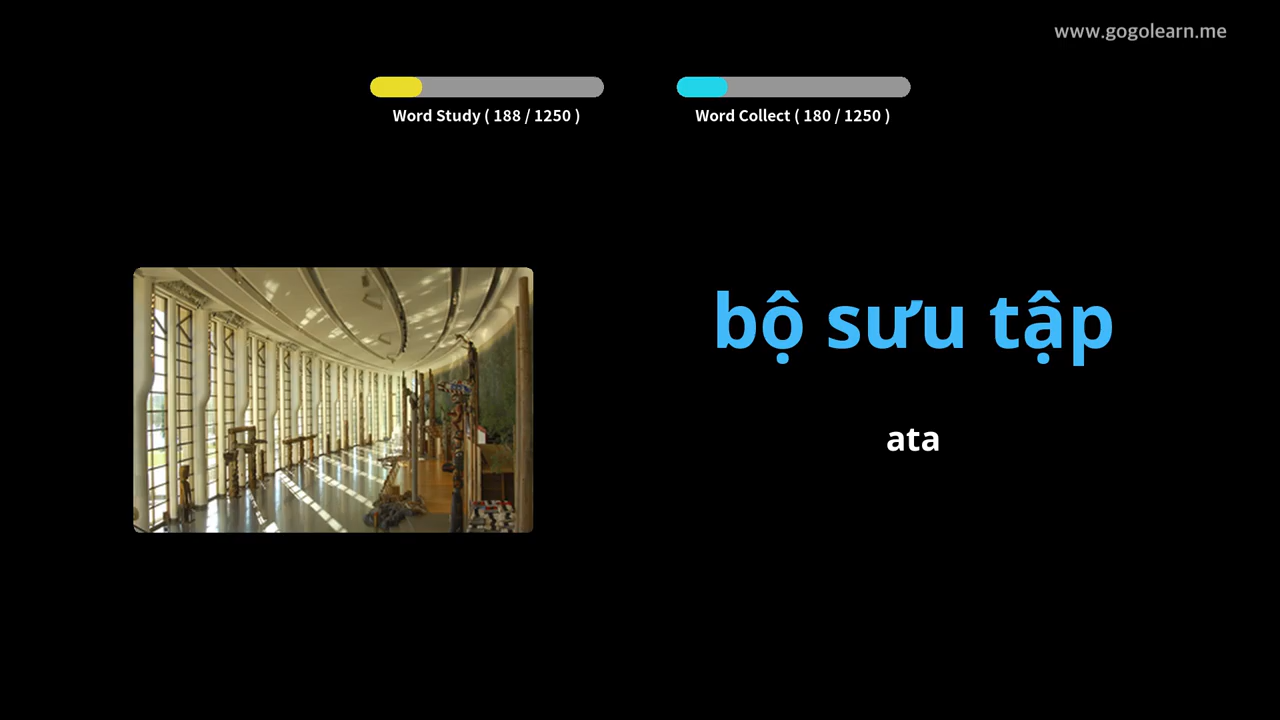 www.gogolearn.me
Word Study ( 188 / 1250 )
Word Collect ( 180 / 1250 )
bộ sưu tập
ata